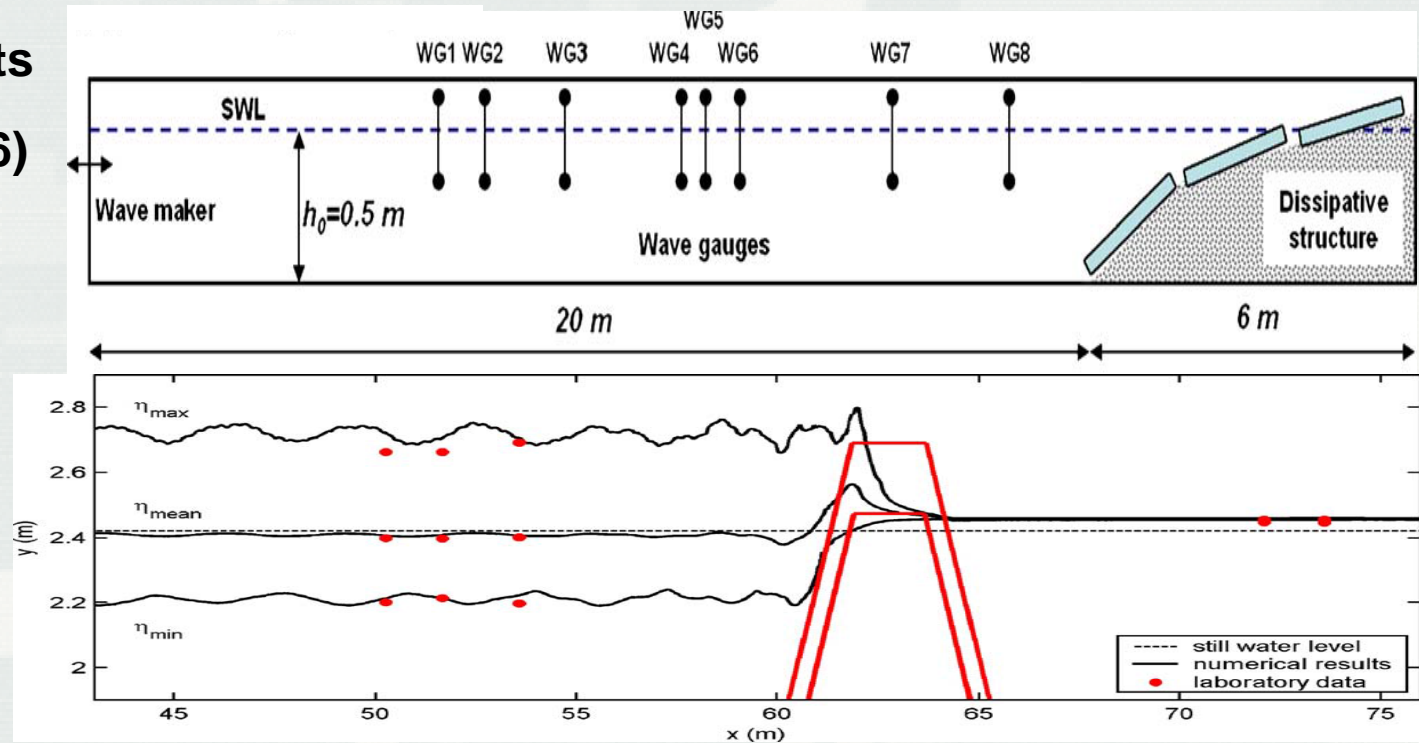 ts
6)
WG5
WG1 WG2 WG3 WG4 WG6 WG7 WG8
SWL
Wave maker
h0=0.5 m
Wave gauges
Dissipative
structure
20 m
6 m
ηmax
ηmean
ηmin
y (m)
2.8
2.6
2.4
2.2
2
still water level
numerical results
laboratory data
45 50 55 60 65 70 75
x (m)